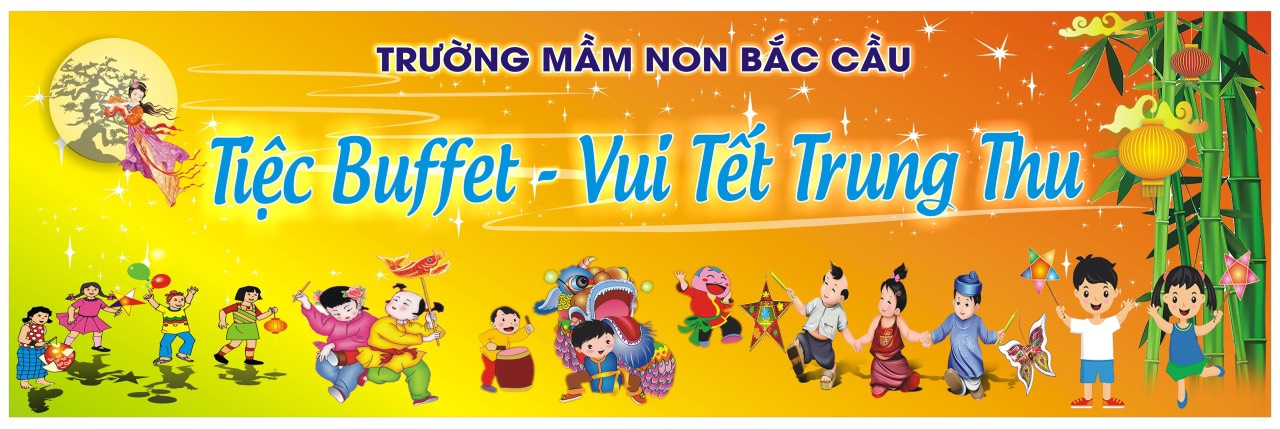 TRƯỜNG MẦM NON BẮC CẦU
Tiệc Buffet - Vui Tết Trung Thu